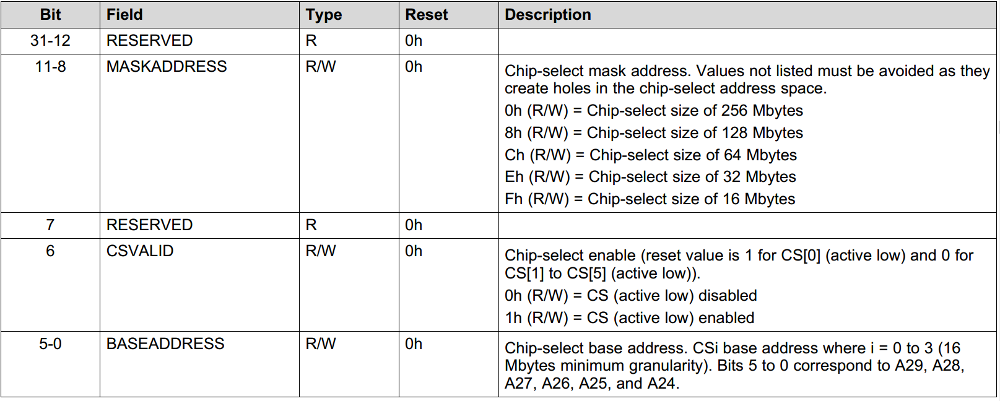 Bit Field Type Reset Description
31-12 RESERVED R 0h
11-8 MASKADDRESS R/W 0h Chip-select mask address. Values not listed must be avoided as they
create holes in the chip-select address space.
0h (R/W) = Chip-select size of 256 Mbytes
8h (R/W) = Chip-select size of 128 Mbytes
Ch (R/W) = Chip-select size of 64 Mbytes
Eh (R/W) = Chip-select size of 32 Mbytes
Fh (R/W) = Chip-select size of 16 Mbytes
7 RESERVED R 0h
6 CSVALID R/W 0h Chip-select enable (reset value is 1 for CS[0] (active low) and 0 for
CS[1] to CS[5] (active low)).
0h (R/W) = CS (active low) disabled
1h (R/W) = CS (active low) enabled
5-0 BASEADDRESS R/W 0h Chip-select base address. CSi base address where i = 0 to 3 (16
Mbytes minimum granularity). Bits 5 to 0 correspond to A29, A28,
A27, A26, A25, and A24.